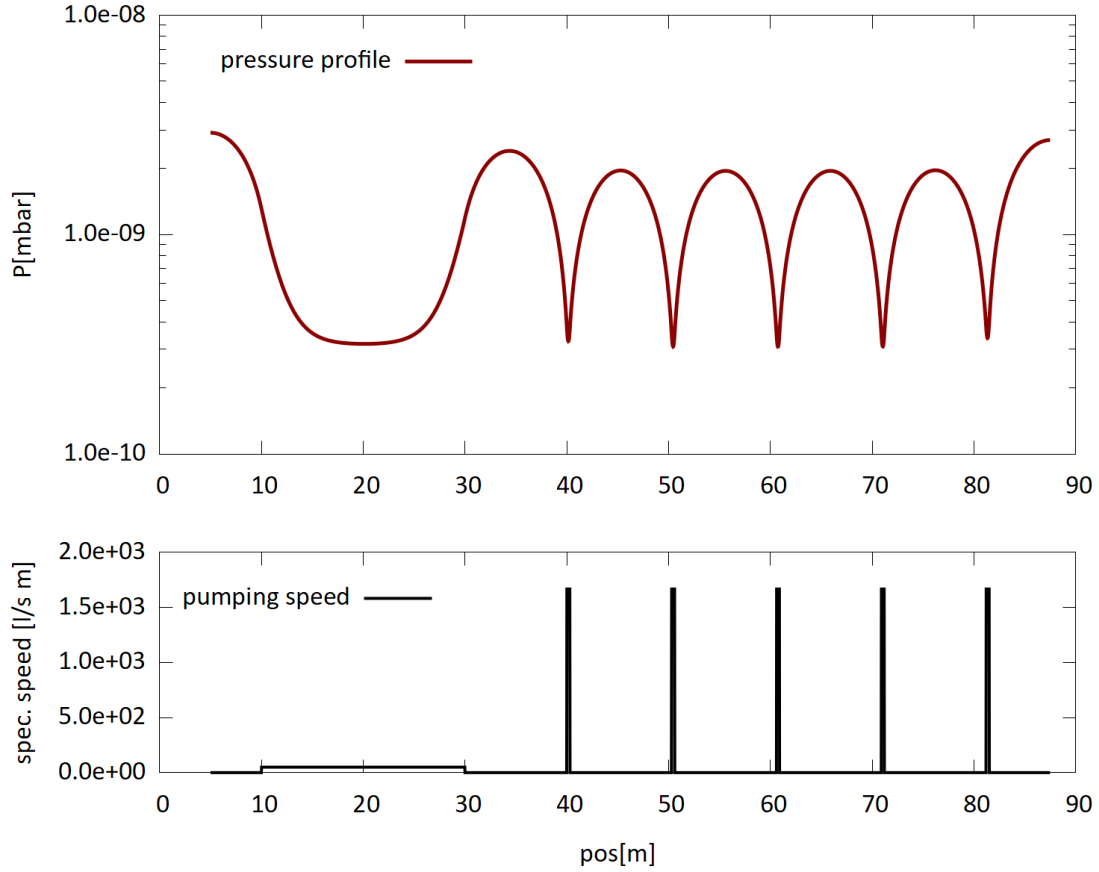 1.0e-08
pressure profile
P[mbar]
1.0e-09
1.0e-10
0 10 20 30 40 50 60 70 80 90
2.0e+03
pumping speed
spec. speed [l/s m]
1.5e+03
1.0e+03
5.0e+02
0.0e+00
0 10 20 30 40 50 60 70 80 90
pos[m]